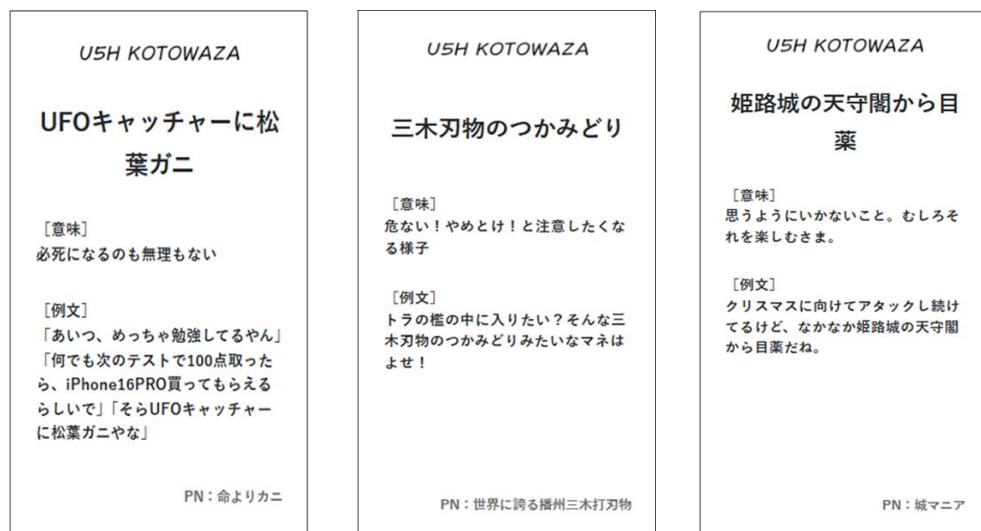 U5H KOTOWAZA
UFOキャッチャーに松
葉ガニ
［意味］
必死になるのも無理もない
［例文］
「あいつ、めっちゃ勉強してるやん」
「何でも次のテストで100点取った
ら、iPhone16PRO買ってもらえる
らしいで」「そらUFOキャッチャー
に松葉ガニやな」
PN：命よりカニ
U5H KOTOWAZA
三木刃物のつかみどり
［意味］
危ない！やめとけ！と注意したくな
る様子
［例文］
トラの檻の中に入りたい？そんな三
木刃物のつかみどりみたいなマネは
よせ！
PN：世界に誇る播州三木打刃物
U5H KOTOWAZA
姫路城の天守閣から目
薬
［意味］
思うようにいかないこと。むしろそ
れを楽しむさま。
［例文］
クリスマスに向けてアタックし続け
てるけど、なかなか姫路城の天守閣
から目薬だね。
PN：城マニア